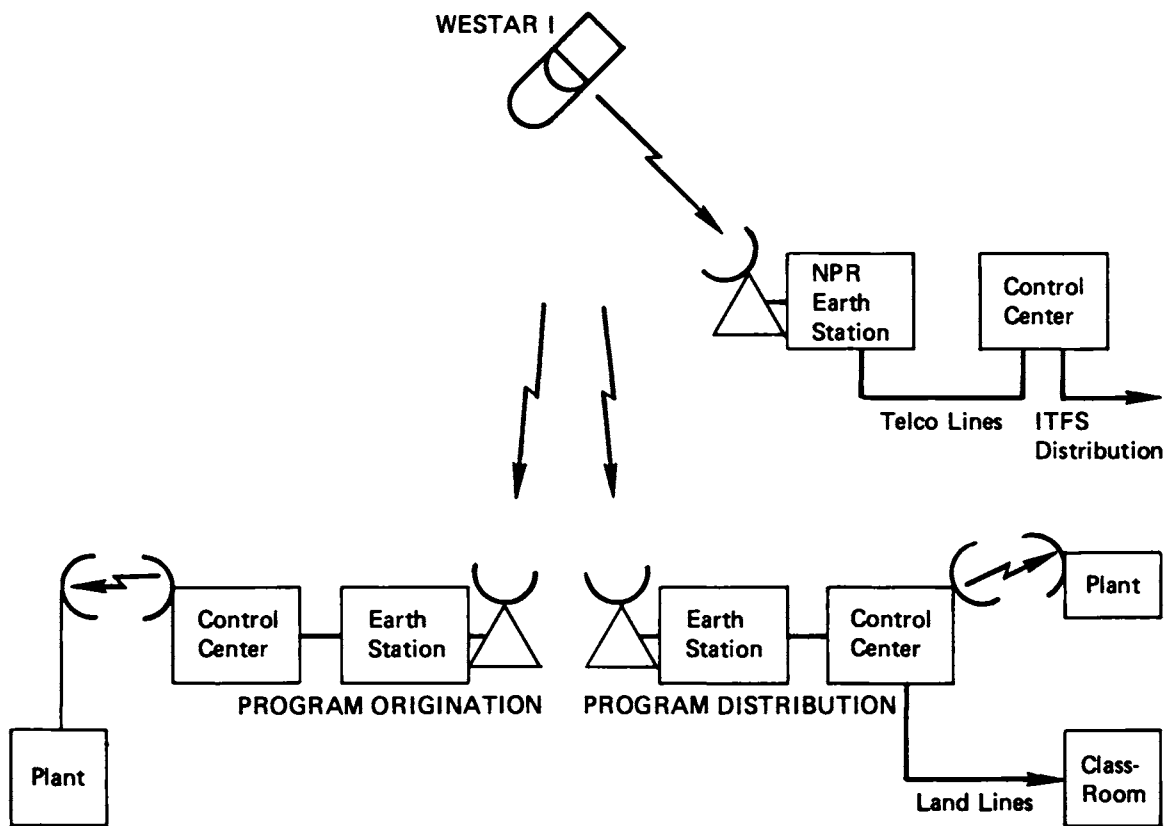 WESTAR I
NPR
Earth
Station
Control
Center
Telco Lines
ITFS
Distribution
Control
Center
Earth
Station
Earth
Station
Control
Center
Plant
PROGRAM ORIGINATION
PROGRAM DISTRIBUTION
Plant
Land Lines
Class-
Room